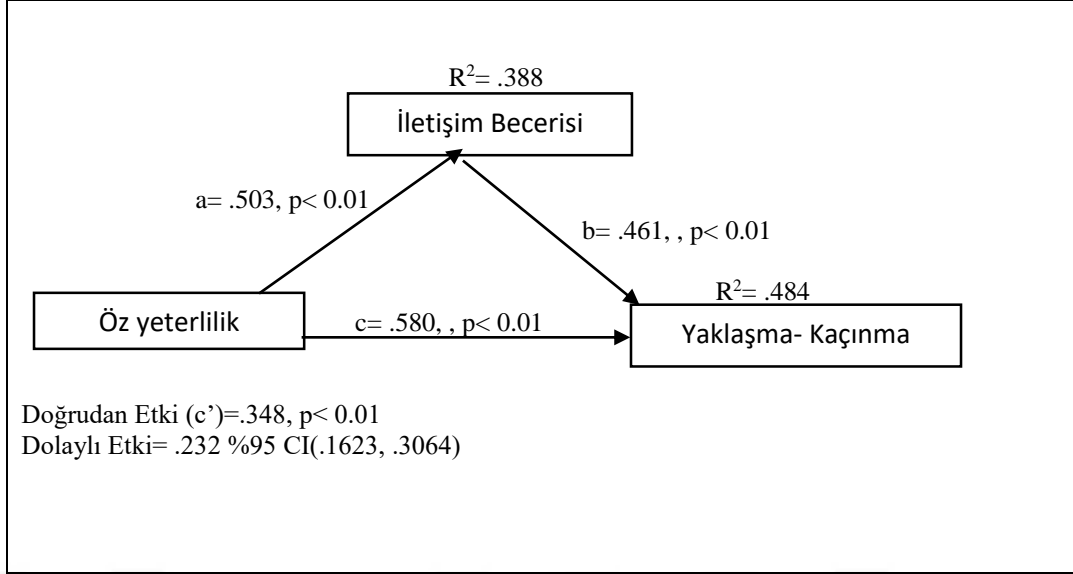 R²= .388
İletişim Becerisi
a= .503, p< 0.01
b= .461, , p< 0.01
R²= .484
Öz yeterlilik
c= .580, , p< 0.01
Yaklaşma- Kaçınma
Doğrudan Etki (c’)=.348, p< 0.01
Dolaylı Etki= .232 %95 CI(.1623, .3064)